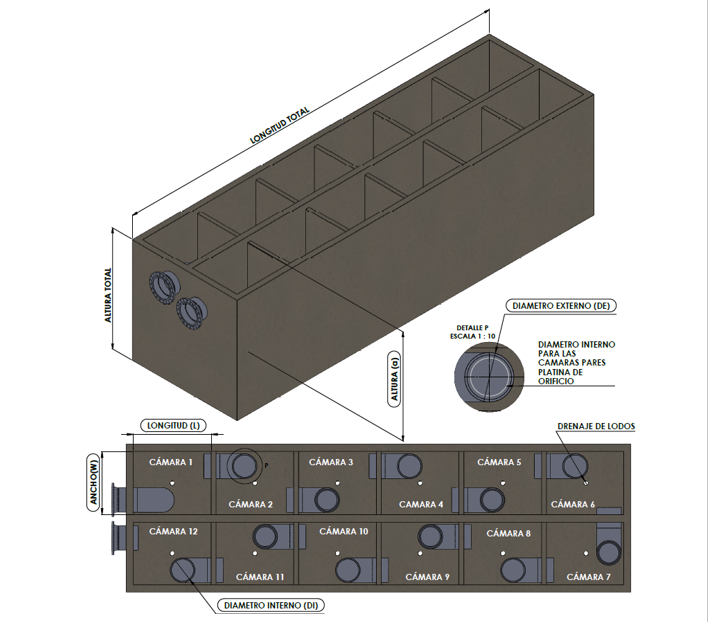 LONGITUD TOTAL
ALTURA TOTAL
ALTURA (a)
DIAMETRO EXTERNO (DE)
DETALLE P
ESCALA 1 : 10
DIAMETRO INTERNO
PARA LAS
CAMARAS PARES
PLATINA DE
ORIFICIO
DRENAJE DE LODOS
LONGITUD (L)
ANCHO(W)
CÁMARA 1
P
CÁMARA 2
CÁMARA 3
CÁMARA 4
CÁMARA 5
CÁMARA 6
CÁMARA 12
CÁMARA 11
CÁMARA 10
CÁMARA 9
CÁMARA 8
CÁMARA 7
DIAMETRO INTERNO (DI)